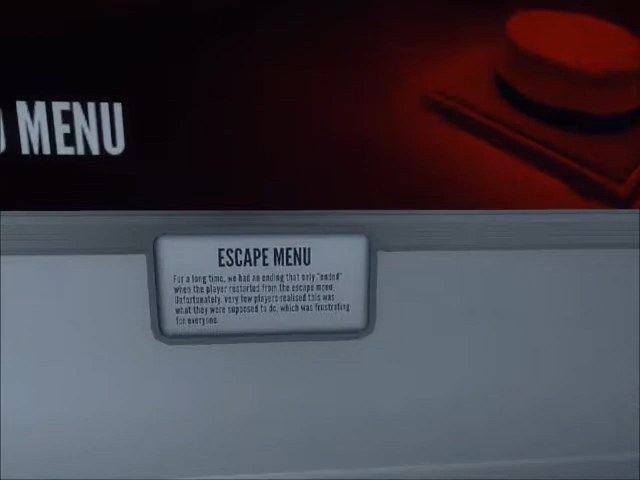 MENU
ESCAPE MENU
For a long time, we had an ending that only "ended"
when the player restarted from the escape menu.
Unfortunately, very few players realised this was
what they were supposed to do, which was frustrating
for everyone.